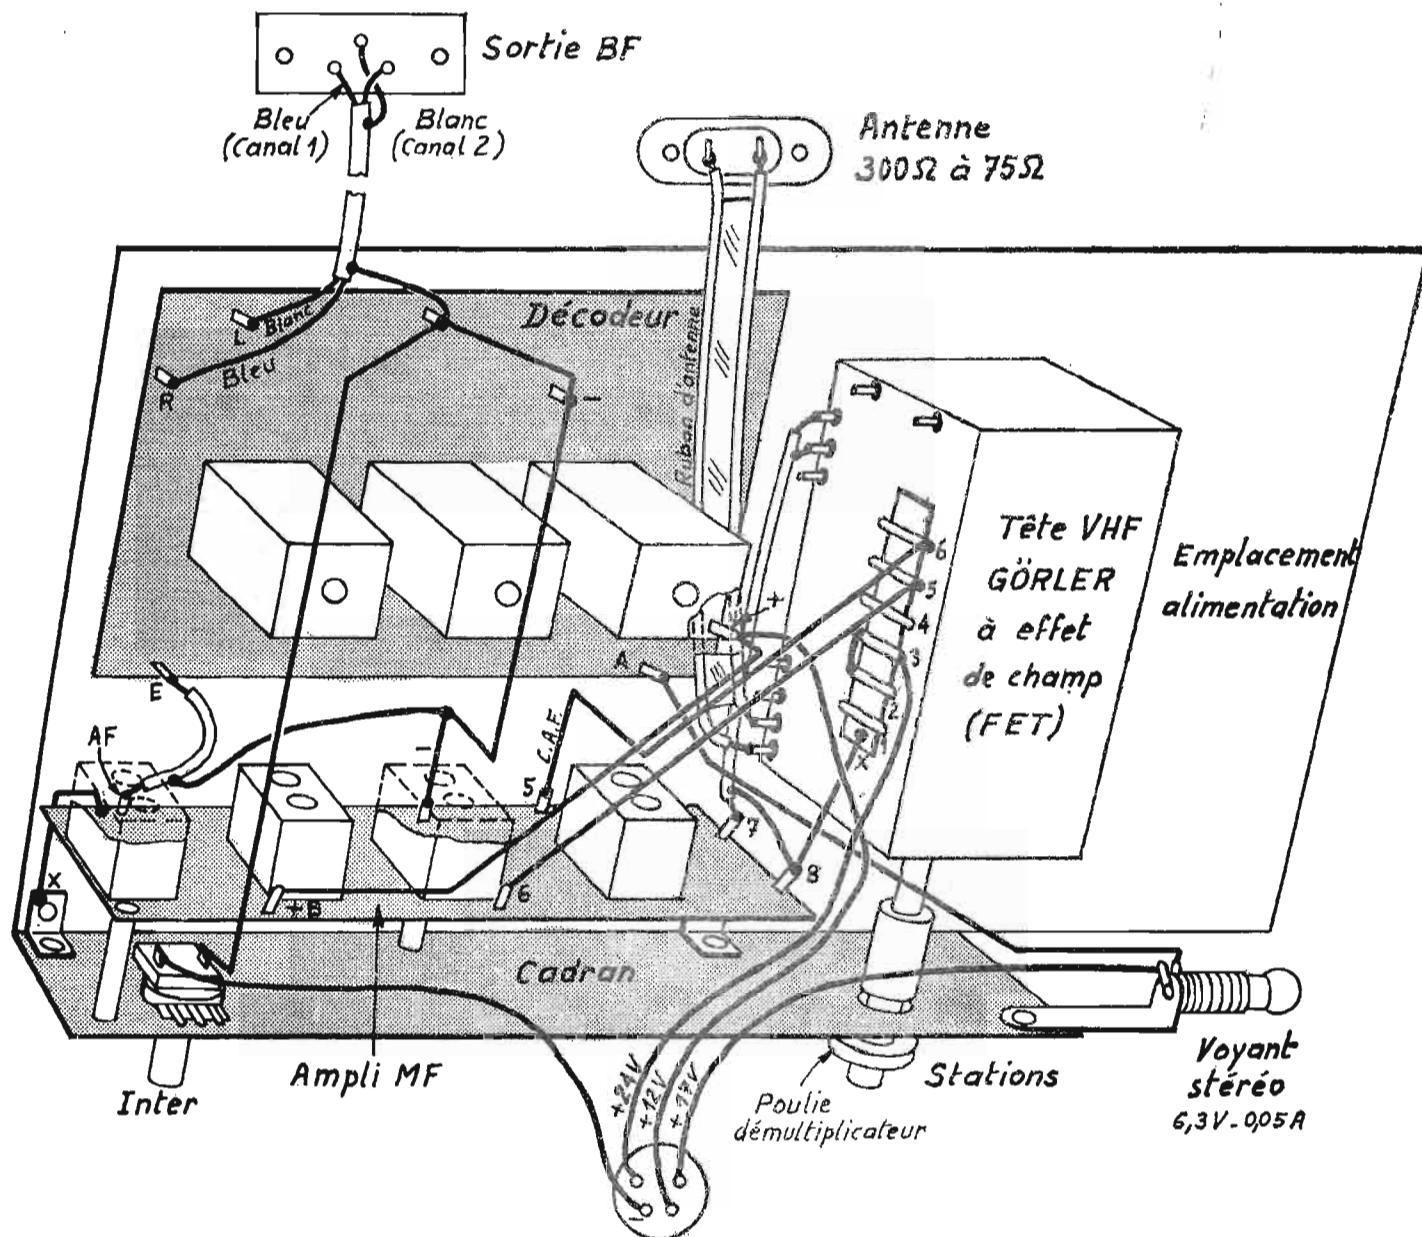 Sortie BF
Bleu
(Canal 1)
Blanc
(Canal 2)
Antenne
300Ω à 75Ω
L
Blanc
Bleu
R
Décodeur
-
Ruban d'antenne
Tête VHF
GÖRLER
à effet
de champ
(FET)
Emplacement
alimentation
6
5
4
3
2
1
+
A
E
AF
-
C.A.F.
5
7
8
X
+B
6
Cadran
Inter
Ampli MF
+24V
+12V
+17V
-
Poulie
démultiplicateur
Stations
Voyant
stéréo
6,3V-0,05A